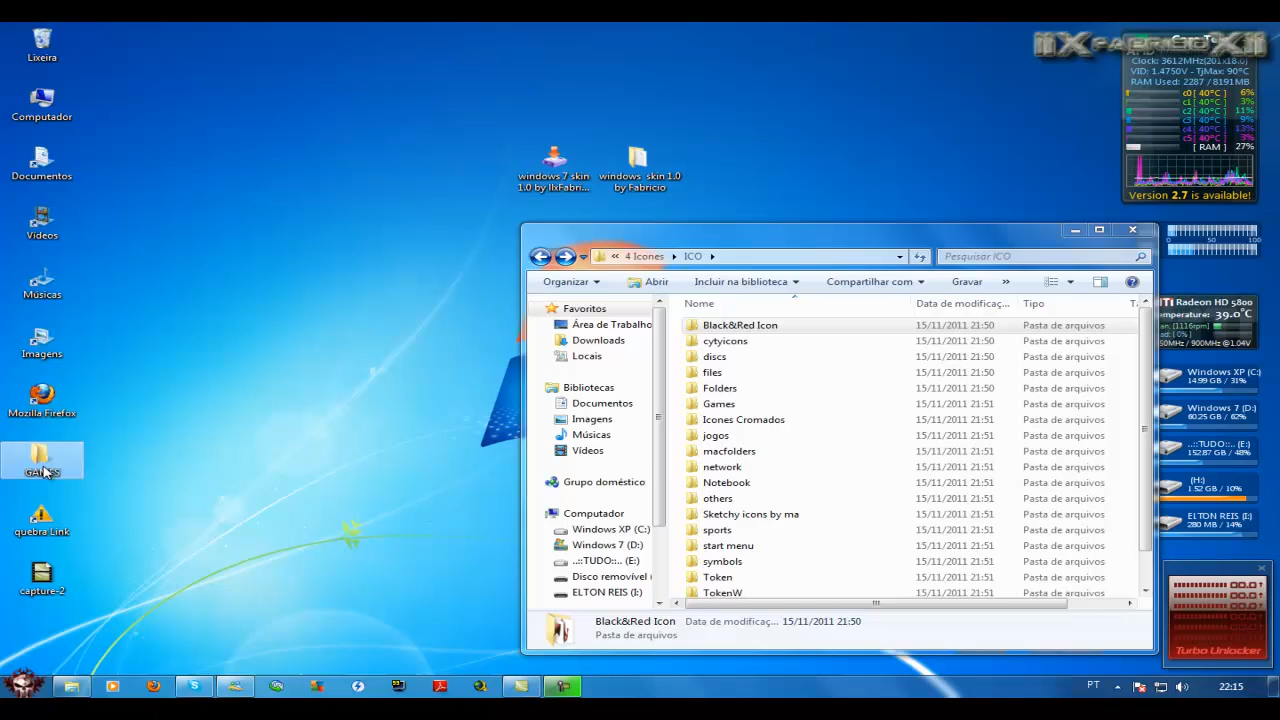 Lixeira
Computador
Documentos
Vídeos
Músicas
Imagens
Mozilla Firefox
GAMES
quebra Link
capture-2
windows 7 skin
1.0 by IIxFabri...
windows skin 1.0
by Fabricio
Clock: 3612MHz(201x18.0)
VID: 1.4750V - TjMax: 90°C
RAM Used: 2287 / 8191MB
c0 [ 40°C 6%
c1 [ 40°C 3%
c2 [ 40°C 11%
c3 [ 40°C 9%
c4 [ 40°C 13%
c5 [ 40°C 3%
[ RAM ] 27%
Version 2.7 is available!
0 50 100
Radeon HD 5800
emperature: 39.0°C
an: [1116rpm]
: ( 0% )
50MHz / 900MHz @1.04V
Windows XP (C:)
14.99 GB / 31%
Windows 7 (D:)
60.25 GB / 62%
..::TUDO::.. (E:)
152.87 GB / 48%
(H:)
1.52 GB / 10%
ELTON REIS (I:)
280 MB / 14%
Turbo Unlocker
« 4 Icones ▸ ICO ▸
Pesquisar ICO
Organizar Abrir Incluir na biblioteca Compartilhar com Gravar »
Favoritos
Área de Trabalho
Downloads
Locais
Bibliotecas
Documentos
Imagens
Músicas
Vídeos
Grupo doméstico
Computador
Windows XP (C:)
Windows 7 (D:)
..::TUDO::.. (E:)
Disco removível
ELTON REIS (I:)
Nome Data de modificaç... Tipo
Black&Red Icon 15/11/2011 21:50 Pasta de arquivos
cytyicons 15/11/2011 21:50 Pasta de arquivos
discs 15/11/2011 21:50 Pasta de arquivos
files 15/11/2011 21:50 Pasta de arquivos
Folders 15/11/2011 21:50 Pasta de arquivos
Games 15/11/2011 21:51 Pasta de arquivos
Icones Cromados 15/11/2011 21:51 Pasta de arquivos
jogos 15/11/2011 21:51 Pasta de arquivos
macfolders 15/11/2011 21:51 Pasta de arquivos
network 15/11/2011 21:51 Pasta de arquivos
Notebook 15/11/2011 21:51 Pasta de arquivos
others 15/11/2011 21:51 Pasta de arquivos
Sketchy icons by ma 15/11/2011 21:51 Pasta de arquivos
sports 15/11/2011 21:51 Pasta de arquivos
start menu 15/11/2011 21:51 Pasta de arquivos
symbols 15/11/2011 21:51 Pasta de arquivos
Token 15/11/2011 21:51 Pasta de arquivos
TokenW 15/11/2011 21:51 Pasta de arquivos
Black&Red Icon Data de modificaç... 15/11/2011 21:50
Pasta de arquivos
PT 22:15